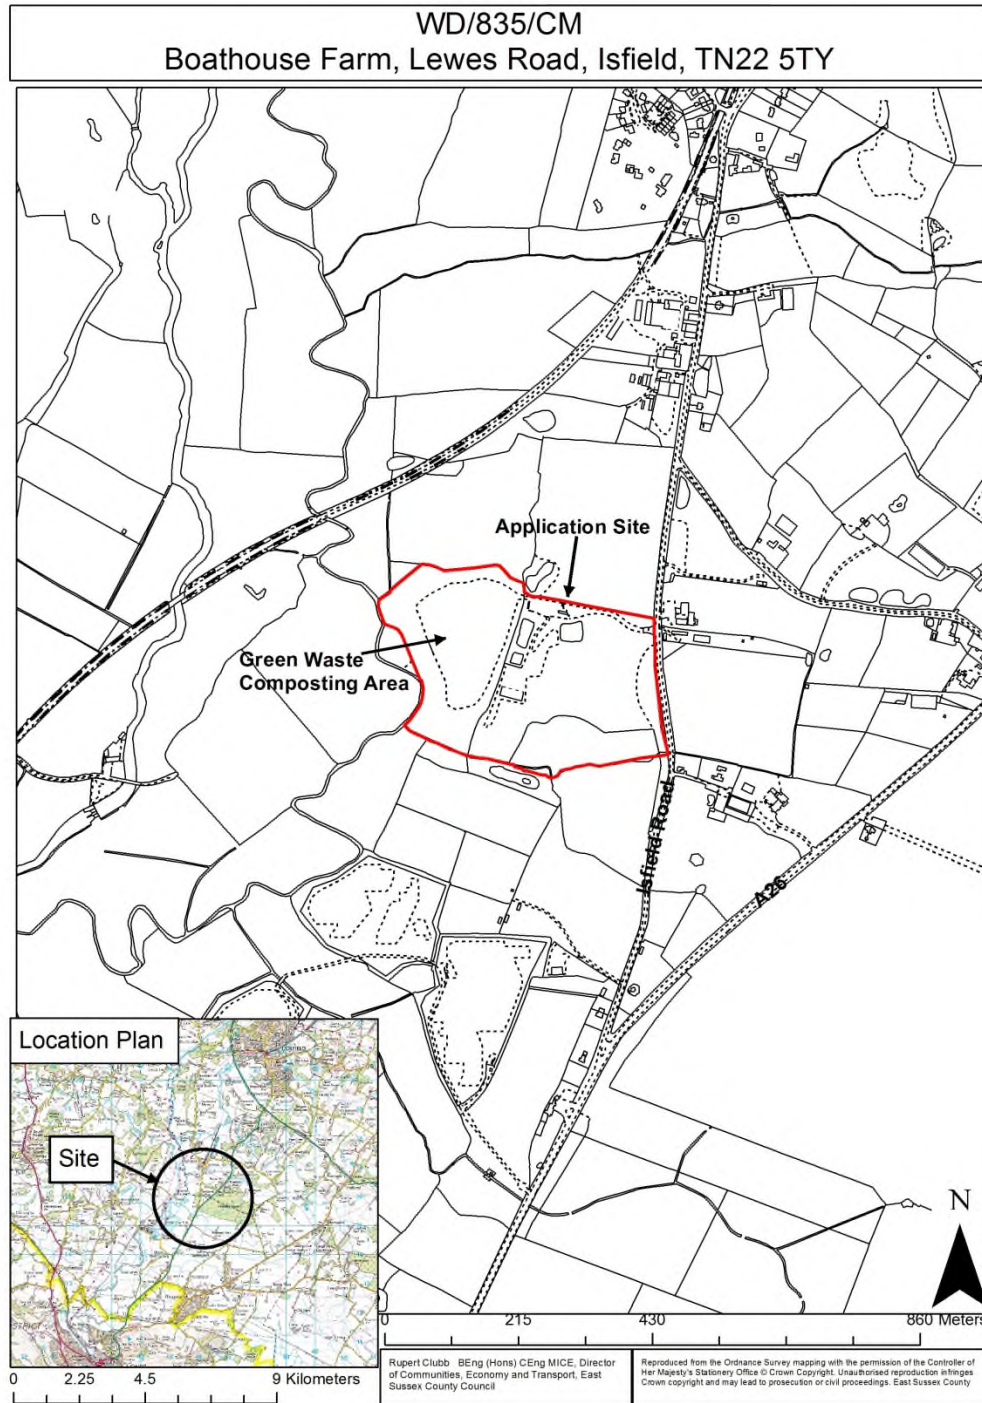 WD/835/CM
Boathouse Farm, Lewes Road, Isfield, TN22 5TY
Application Site
Green Waste
Composting Area
Isfield Road
A26
Location Plan
Site
N
0 215 430 860 Meters
0 2.25 4.5 9 Kilometers
Rupert Clubb BEng (Hons) CEng MICE, Director
of Communities, Economy and Transport, East
Sussex County Council
Reproduced from the Ordnance Survey mapping with the permission of the Controller of
Her Majesty's Stationery Office © Crown Copyright. Unauthorised reproduction infringes
Crown copyright and may lead to prosecution or civil proceedings. East Sussex County